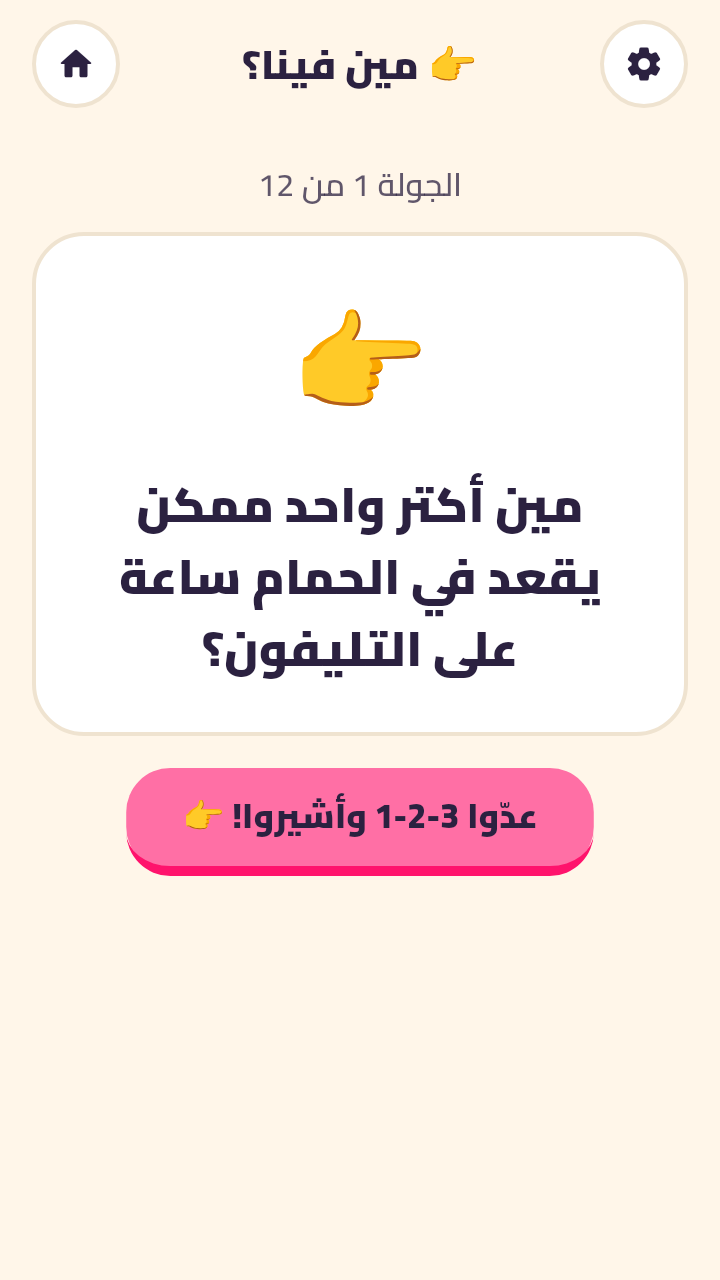 👉 مين فينا؟
الجولة 1 من 12
👉
مين أكتر واحد ممكن
يقعد في الحمام ساعة
على التليفون؟
عدّوا 3-2-1 وأشيروا! 👉